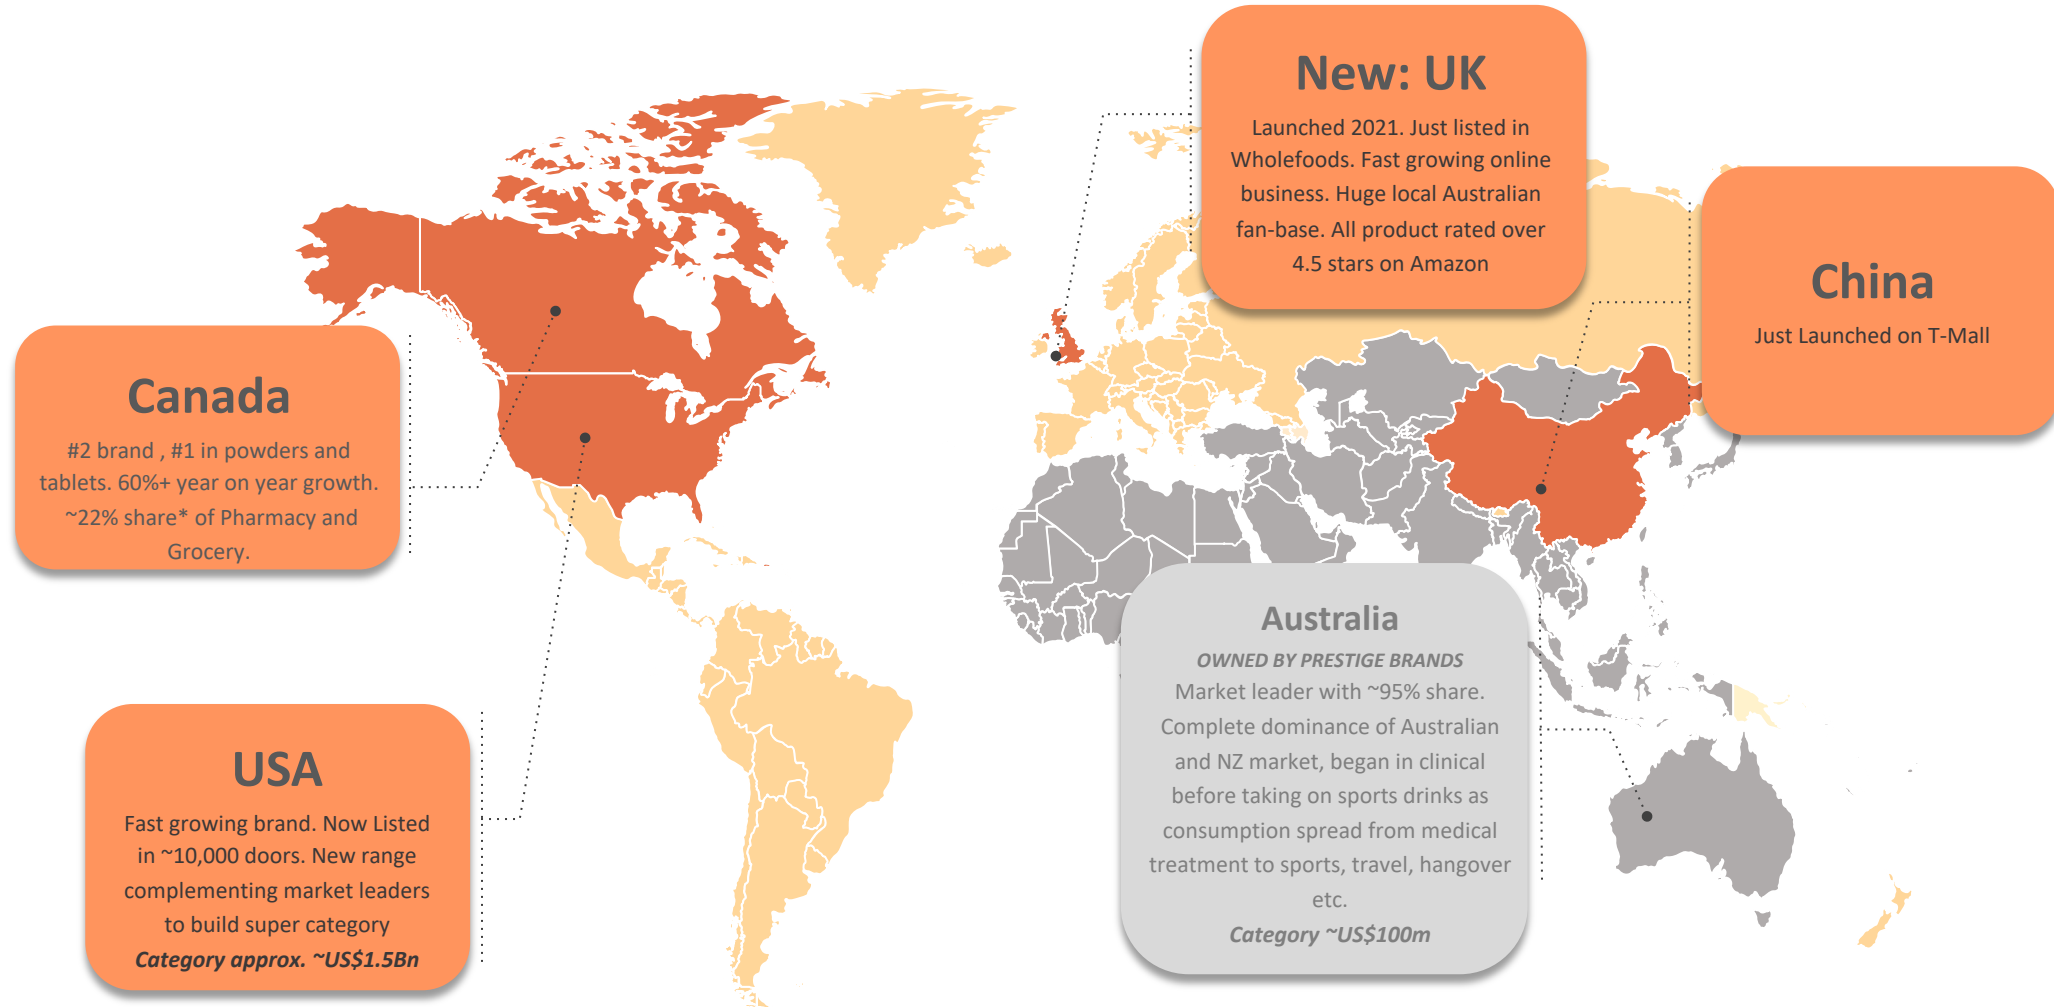 New: UK
Launched 2021. Just listed in
Wholefoods. Fast growing online
business. Huge local Australian
fan-base. All product rated over
4.5 stars on Amazon
China
Just Launched on T-Mall
Canada
#2 brand , #1 in powders and
tablets. 60%+ year on year growth.
~22% share* of Pharmacy and
Grocery.
USA
Fast growing brand. Now Listed
in ~10,000 doors. New range
complementing market leaders
to build super category
Category approx. ~US$1.5Bn
Australia
OWNED BY PRESTIGE BRANDS
Market leader with ~95% share.
Complete dominance of Australian
and NZ market, began in clinical
before taking on sports drinks as
consumption spread from medical
treatment to sports, travel, hangover
etc.
Category ~US$100m